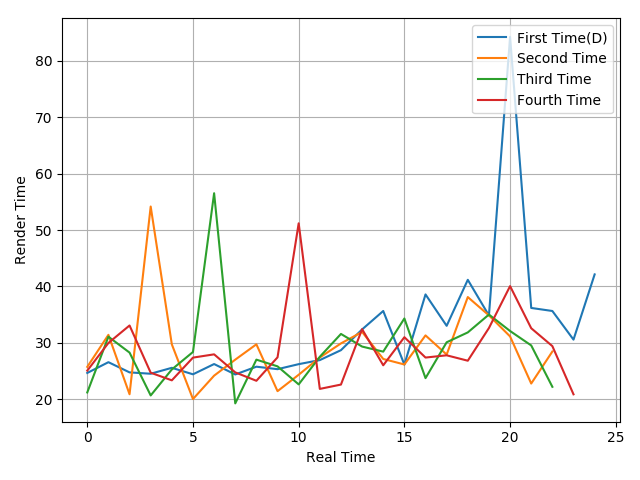 First Time(D)
Second Time
Third Time
Fourth Time
Render Time
80
70
60
50
40
30
20
0 5 10 15 20 25
Real Time